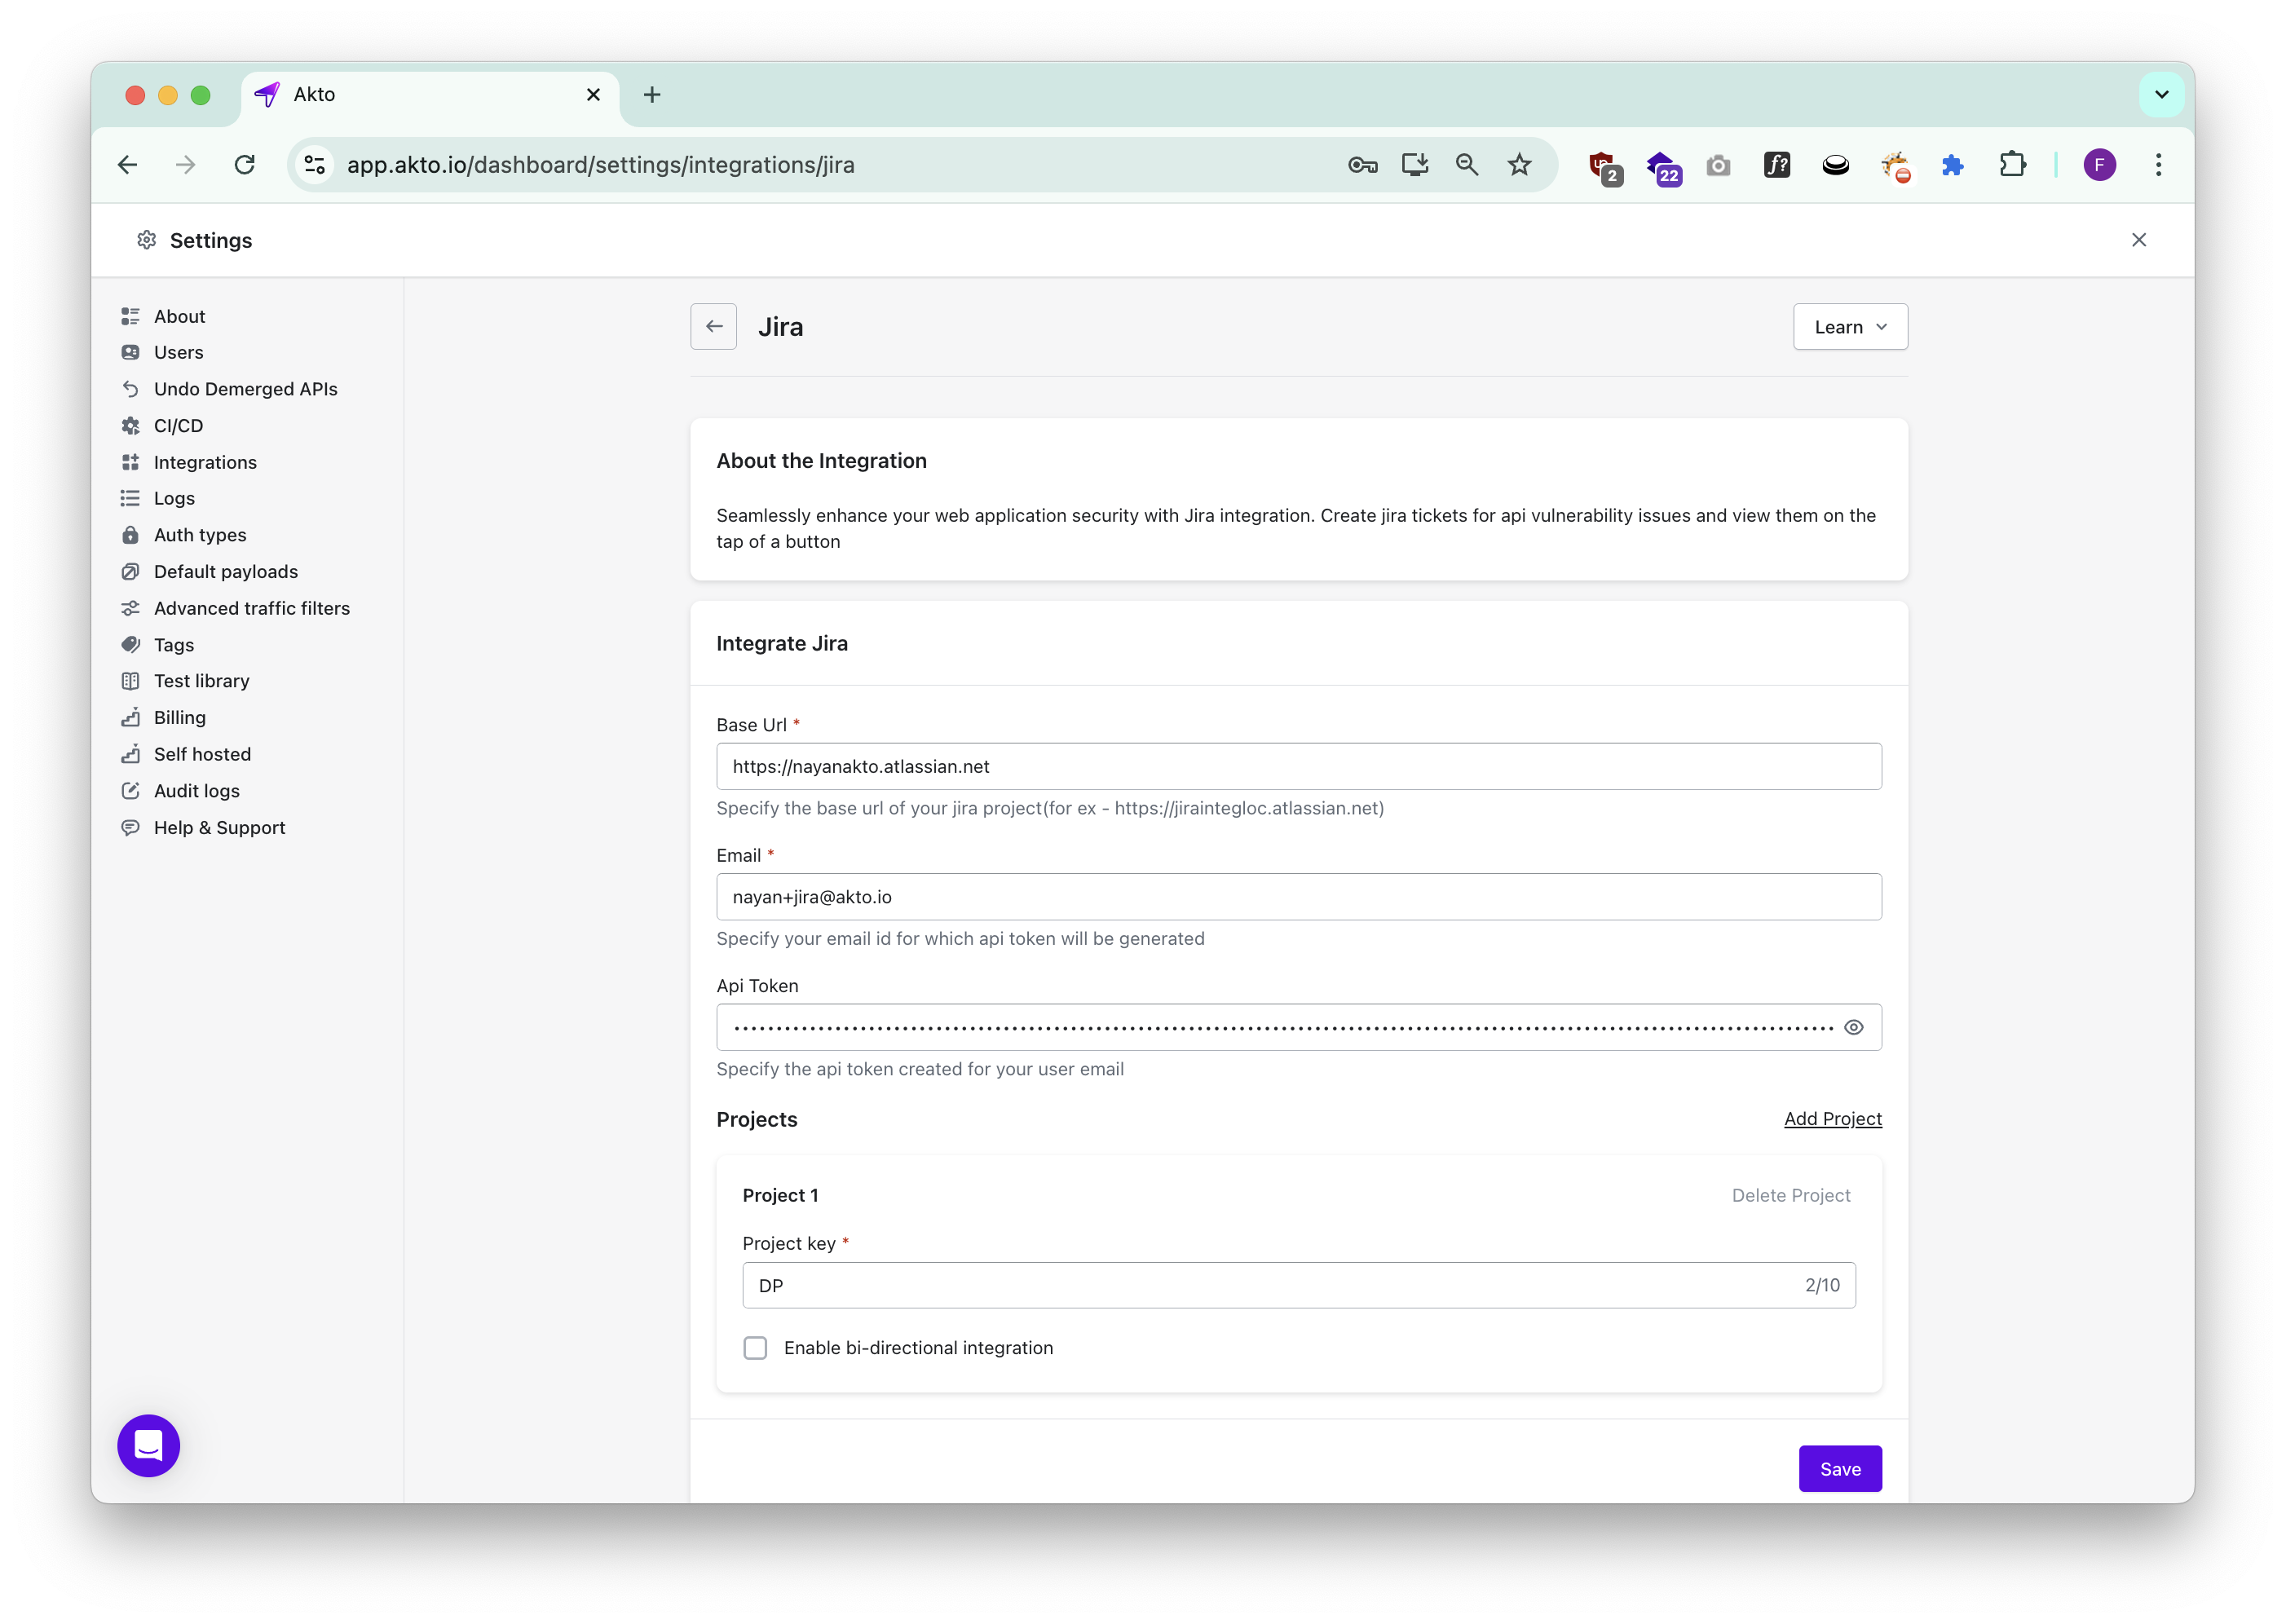 Akto
app.akto.io/dashboard/settings/integrations/jira
2
22
f?
F
Settings
About
Users
Undo Demerged APIs
CI/CD
Integrations
Logs
Auth types
Default payloads
Advanced traffic filters
Tags
Test library
Billing
Self hosted
Audit logs
Help & Support
Jira
Learn
About the Integration
Seamlessly enhance your web application security with Jira integration. Create jira tickets for api vulnerability issues and view them on the
tap of a button
Integrate Jira
Base Url *
https://nayanakto.atlassian.net
Specify the base url of your jira project(for ex - https://jiraintegloc.atlassian.net)
Email *
nayan+jira@akto.io
Specify your email id for which api token will be generated
Api Token
Specify the api token created for your user email
Projects
Add Project
Project 1
Delete Project
Project key *
DP
2/10
Enable bi-directional integration
Save